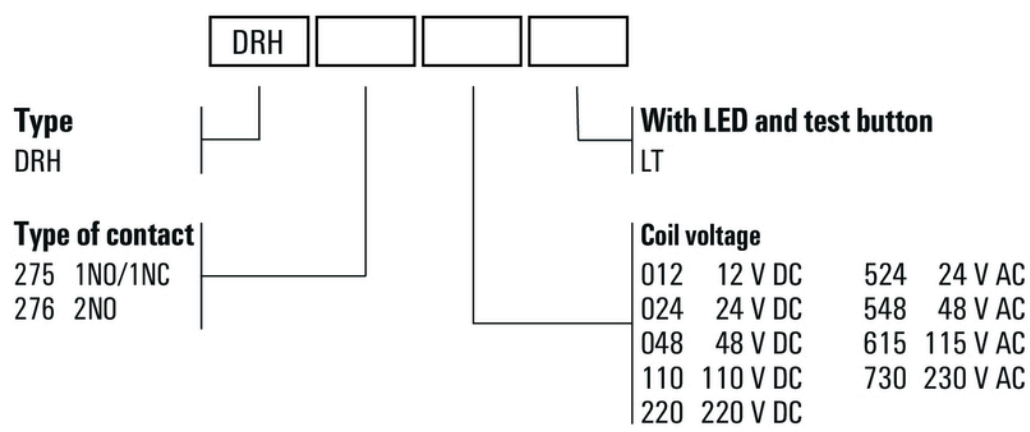 DRH
Type
DRH
With LED and test button
LT
Type of contact
275 1NO/1NC
276 2NO
Coil voltage
012 12 V DC 524 24 V AC
024 24 V DC 548 48 V AC
048 48 V DC 615 115 V AC
110 110 V DC 730 230 V AC
220 220 V DC